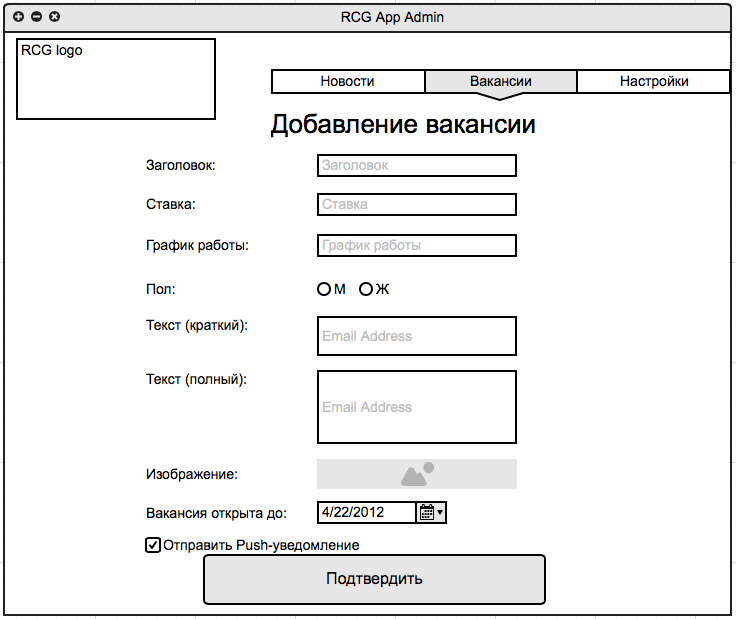 RCG App Admin
RCG logo
Новости Вакансии Настройки
Добавление вакансии
Заголовок: Заголовок
Ставка: Ставка
График работы: График работы
Пол: М Ж
Текст (краткий): Email Address
Текст (полный): Email Address
Изображение:
Вакансия открыта до: 4/22/2012
Отправить Push-уведомление
Подтвердить